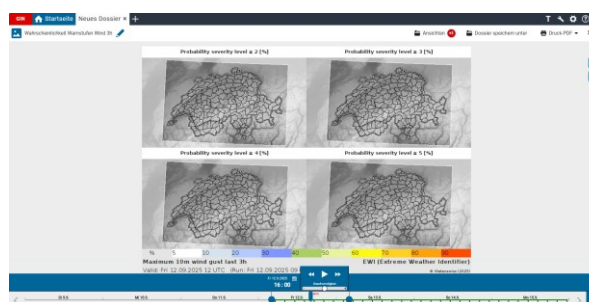 GIN Startseite Neues Dossier × +
Wahrscheinlichkeit Warnstufen Wind 3h
Ansichten
Dossier speichern unter
Druck-PDF
Probability severity level ≥ 2 [%]
Probability severity level ≥ 3 [%]
Probability severity level ≥ 4 [%]
Probability severity level ≥ 5 [%]
% 5 10 20 30 40 50 60 70 80 90
Maximum 10m wind gust last 3h
EWI (Extreme Weather Identifier)
Valid: Fri 12.09.2025 12 UTC (Run: Fri 12.09.2025 09
16:00